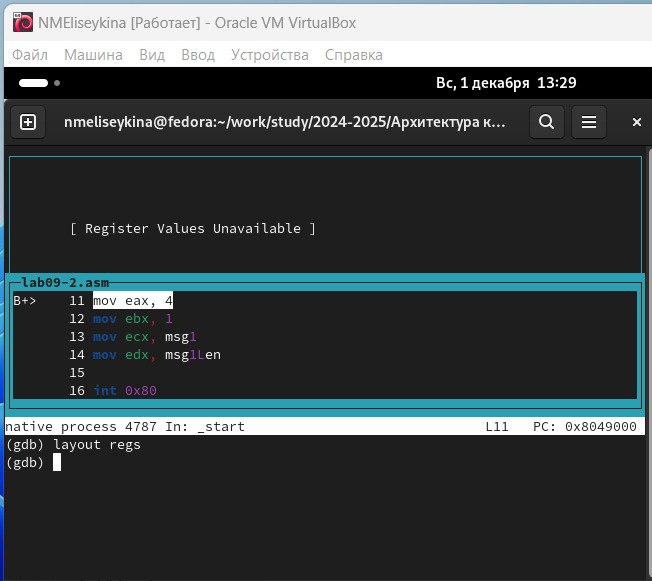 NMEliseykina [Работает] - Oracle VM VirtualBox
Файл Машина Вид Ввод Устройства Справка
Вс, 1 декабря 13:29
nmeliseykina@fedora:~/work/study/2024-2025/Архитектура к...
[ Register Values Unavailable ]
lab09-2.asm
B+> 11 mov eax, 4
12 mov ebx, 1
13 mov ecx, msg1
14 mov edx, msg1Len
15
16 int 0x80
native process 4787 In: _start L11 PC: 0x8049000
(gdb) layout regs
(gdb)